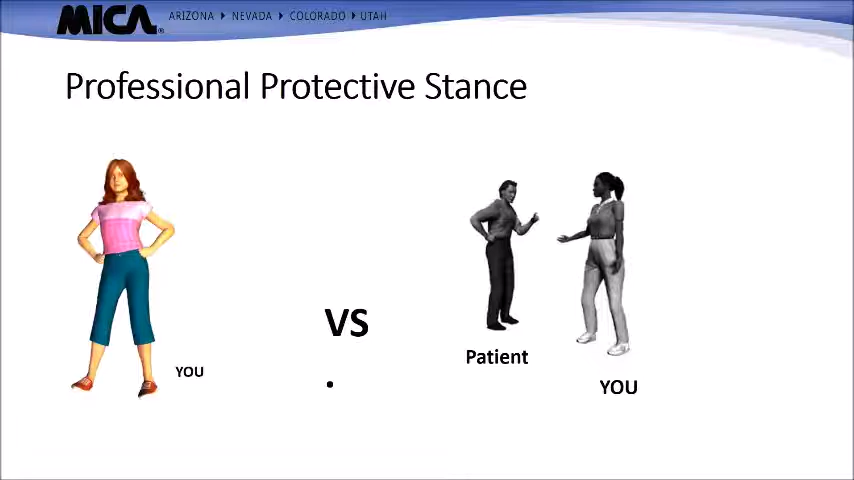 MICA® ARIZONA ▸ NEVADA ▸ COLORADO ▸ UTAH
Professional Protective Stance
VS
YOU
•
Patient
YOU